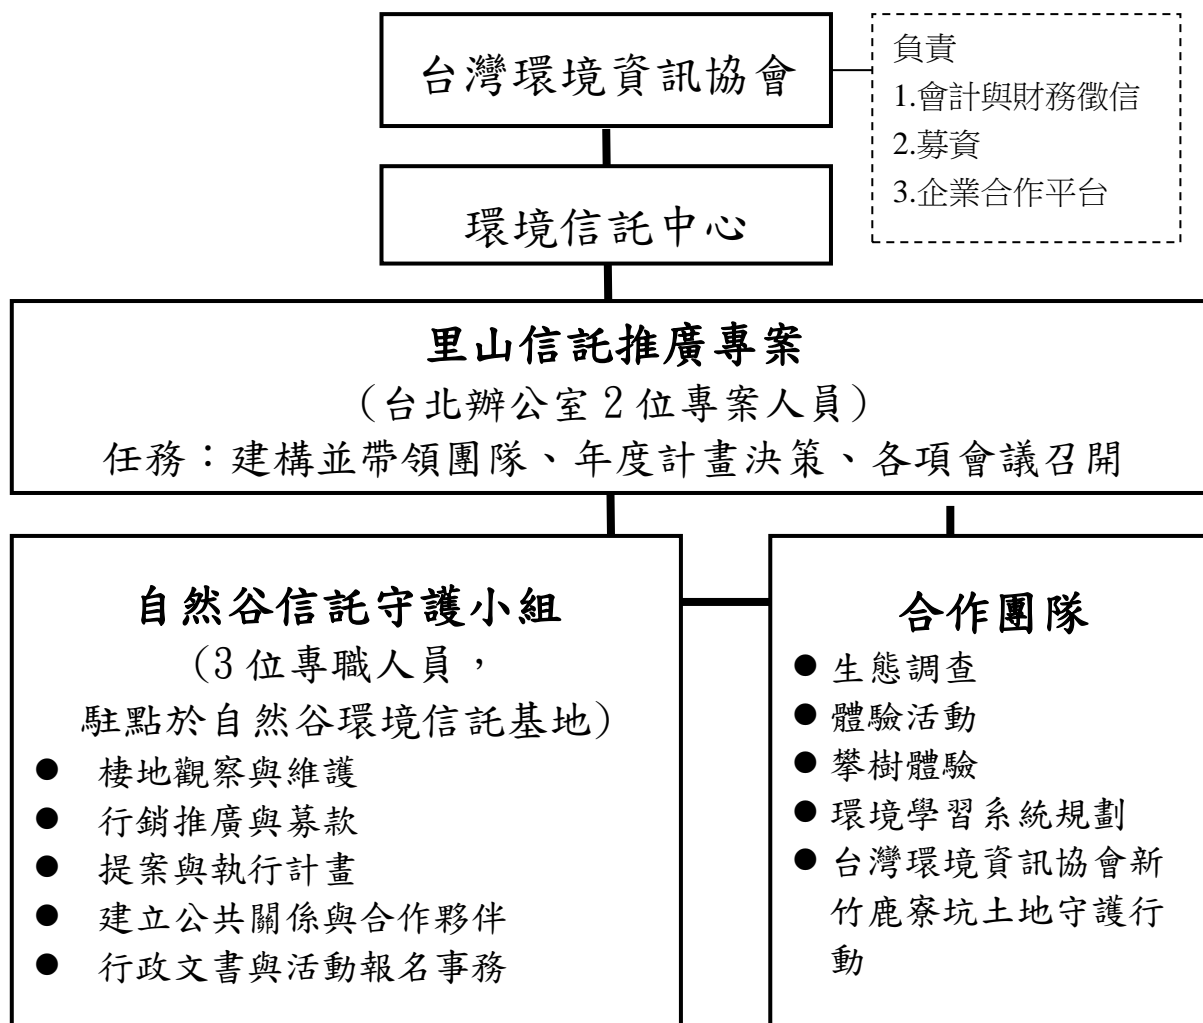 台灣環境資訊協會
負責
1.會計與財務徵信
2.募資
3.企業合作平台
環境信託中心
里山信託推廣專案
（台北辦公室 2 位專案人員）
任務：建構並帶領團隊、年度計畫決策、各項會議召開
自然谷信託守護小組
（3 位專職人員，
駐點於自然谷環境信託基地）
● 棲地觀察與維護
● 行銷推廣與募款
● 提案與執行計畫
● 建立公共關係與合作夥伴
● 行政文書與活動報名事務
合作團隊
● 生態調查
● 體驗活動
● 攀樹體驗
● 環境學習系統規劃
● 台灣環境資訊協會新
竹鹿寮坑土地守護行
動